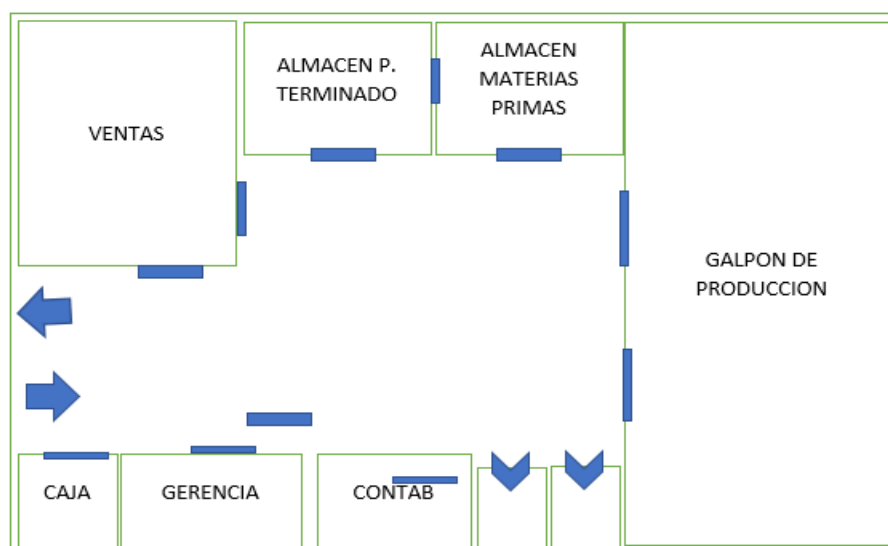 ALMACEN P.
TERMINADO
ALMACEN
MATERIAS
PRIMAS
VENTAS
GALPON DE
PRODUCCION
CAJA
GERENCIA
CONTAB